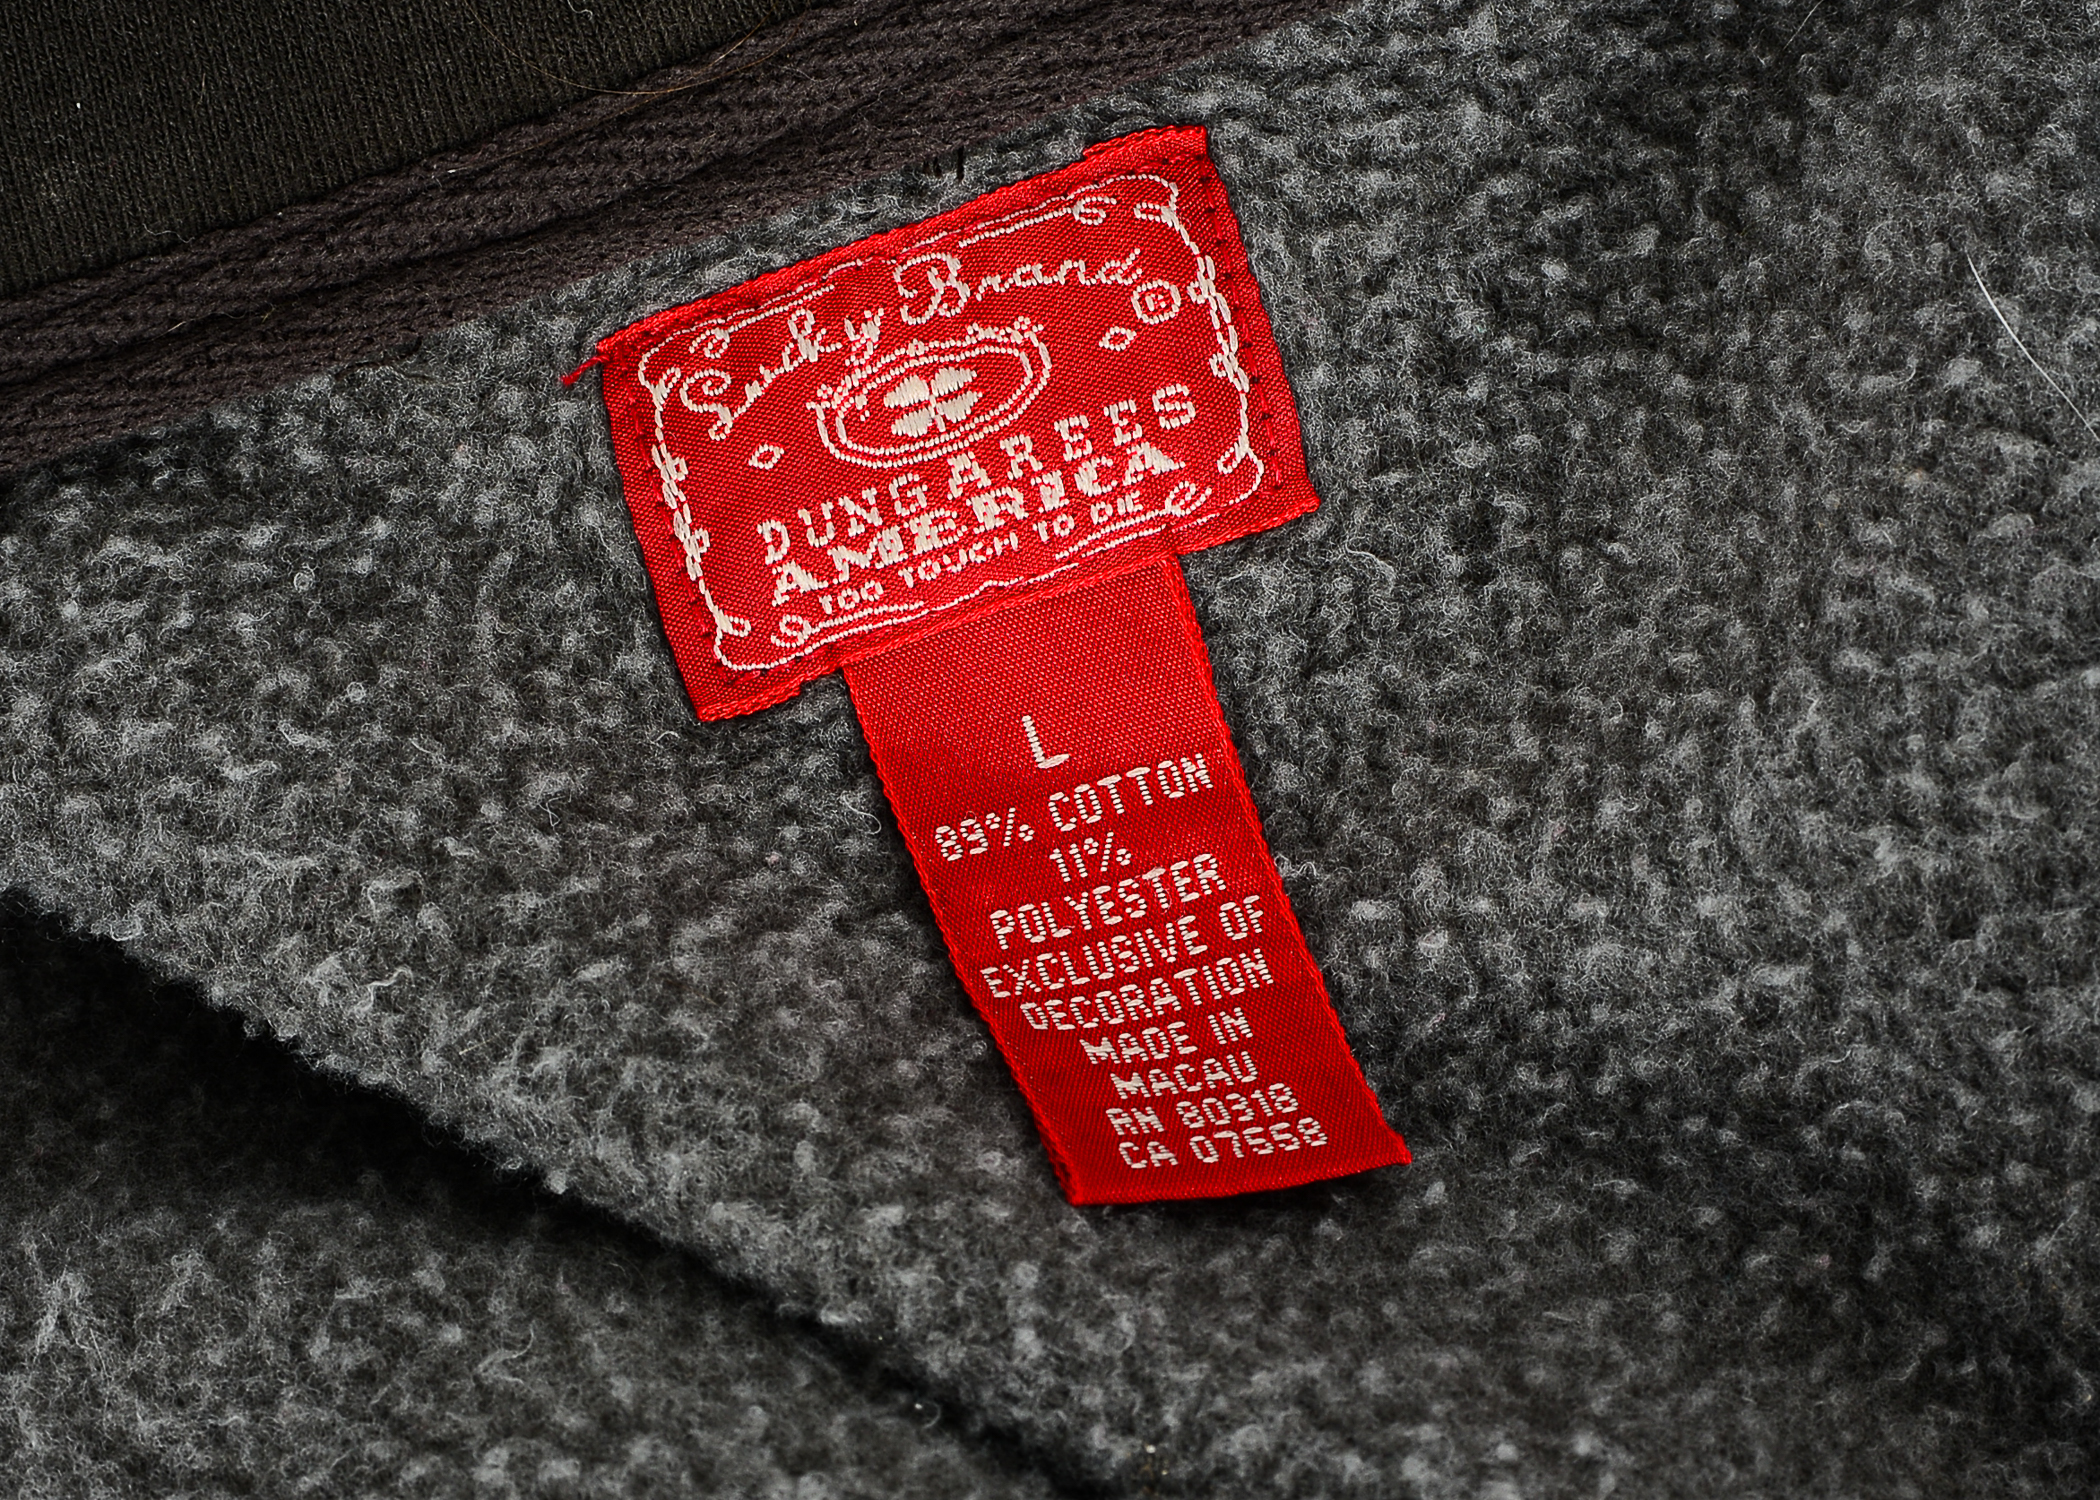 Lucky Brand ®
DUNGAREES
AMERICA
TOO TOUGH TO DIE
L
89% COTTON
11%
POLYESTER
EXCLUSIVE OF
DECORATION
MADE IN
MACAU
RN 80318
CA 07558